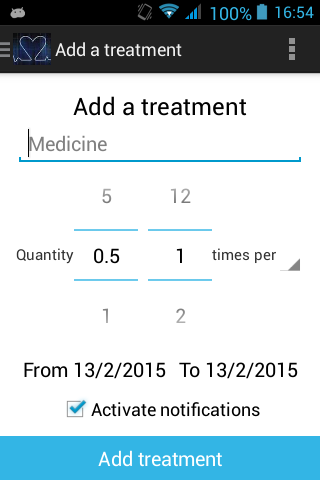 100% 16:54
Add a treatment
Add a treatment
Medicine
5 12
Quantity 0.5 1 times per
1 2
From 13/2/2015 To 13/2/2015
Activate notifications
Add treatment